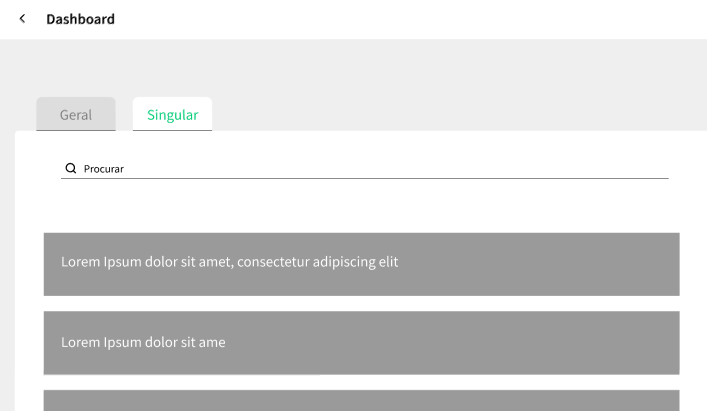 Dashboard
Geral
Singular
Procurar
Lorem Ipsum dolor sit amet, consectetur adipiscing elit
Lorem Ipsum dolor sit ame